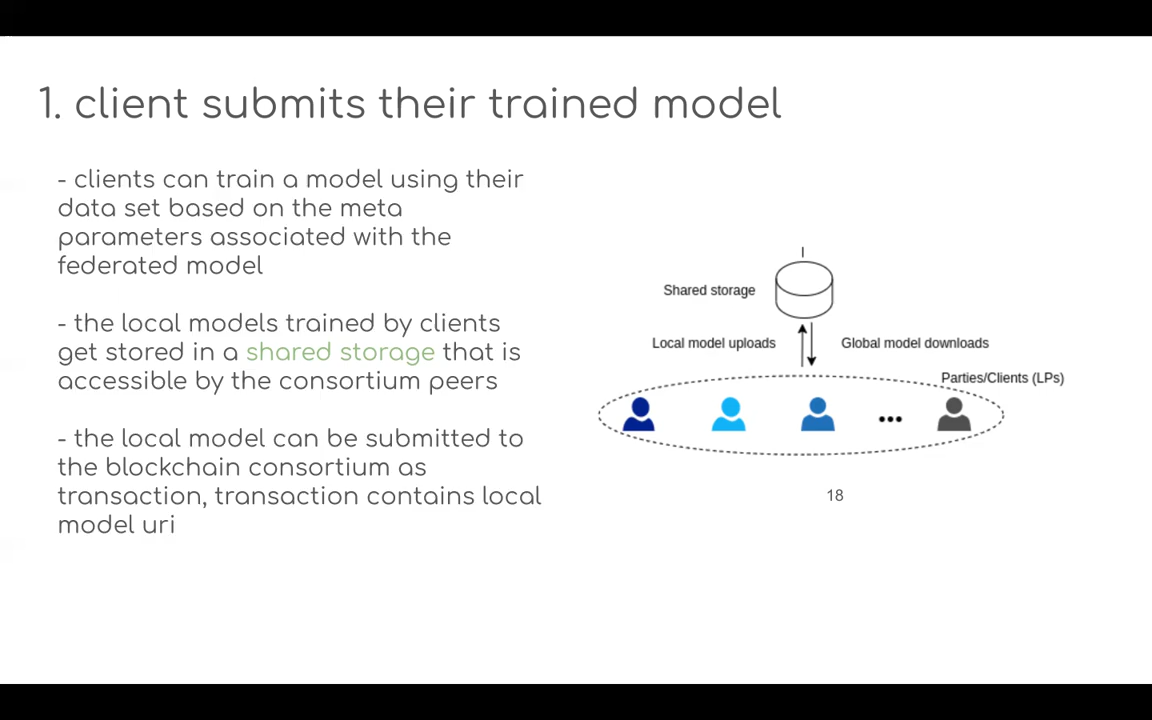 1. client submits their trained model
- clients can train a model using their
data set based on the meta
parameters associated with the
federated model
- the local models trained by clients
get stored in a shared storage that is
accessible by the consortium peers
- the local model can be submitted to
the blockchain consortium as
transaction, transaction contains local
model uri
Shared storage
Local model uploads
Global model downloads
Parties/Clients (LPs)
18